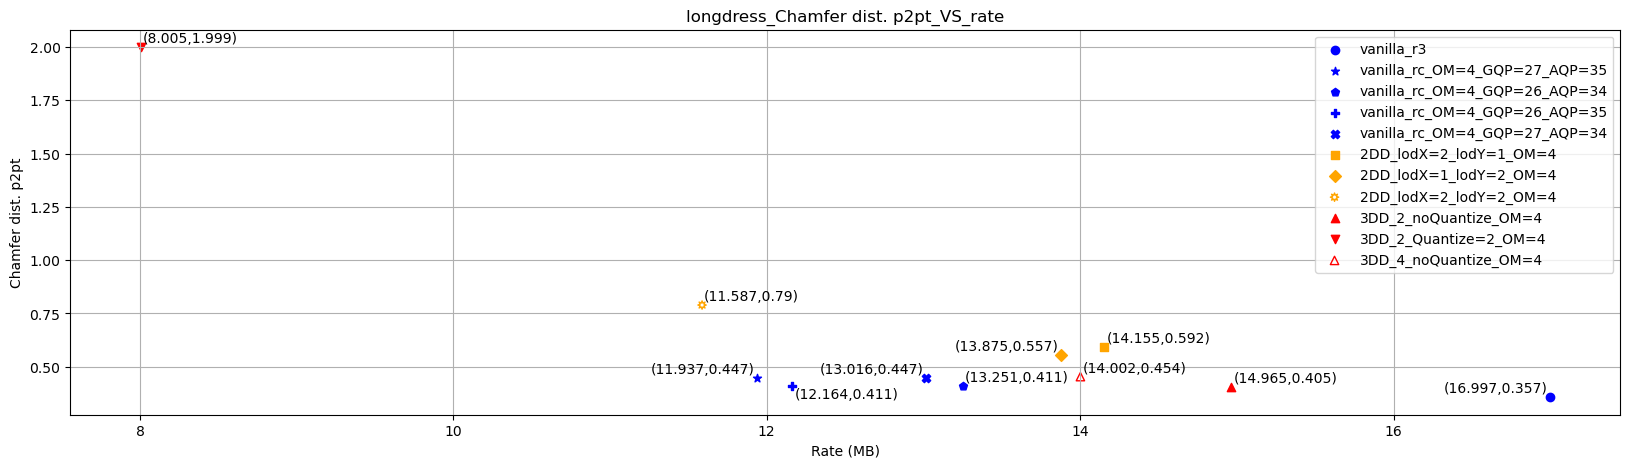 longdress_Chamfer dist. p2pt_VS_rate
(8.005,1.999)
vanilla_r3
vanilla_rc_OM=4_GQP=27_AQP=35
vanilla_rc_OM=4_GQP=26_AQP=34
vanilla_rc_OM=4_GQP=26_AQP=35
vanilla_rc_OM=4_GQP=27_AQP=34
2DD_lodX=2_lodY=1_OM=4
2DD_lodX=1_lodY=2_OM=4
2DD_lodX=2_lodY=2_OM=4
3DD_2_noQuantize_OM=4
3DD_2_Quantize=2_OM=4
3DD_4_noQuantize_OM=4
2.00
1.75
1.50
1.25
1.00
0.75
0.50
Chamfer dist. p2pt
(11.587,0.79)
(13.875,0.557)
(14.155,0.592)
(11.937,0.447)
(13.016,0.447)
(14.002,0.454)
(13.251,0.411)
(14.965,0.405)
(12.164,0.411)
(16.997,0.357)
8
10
12
14
16
Rate (MB)